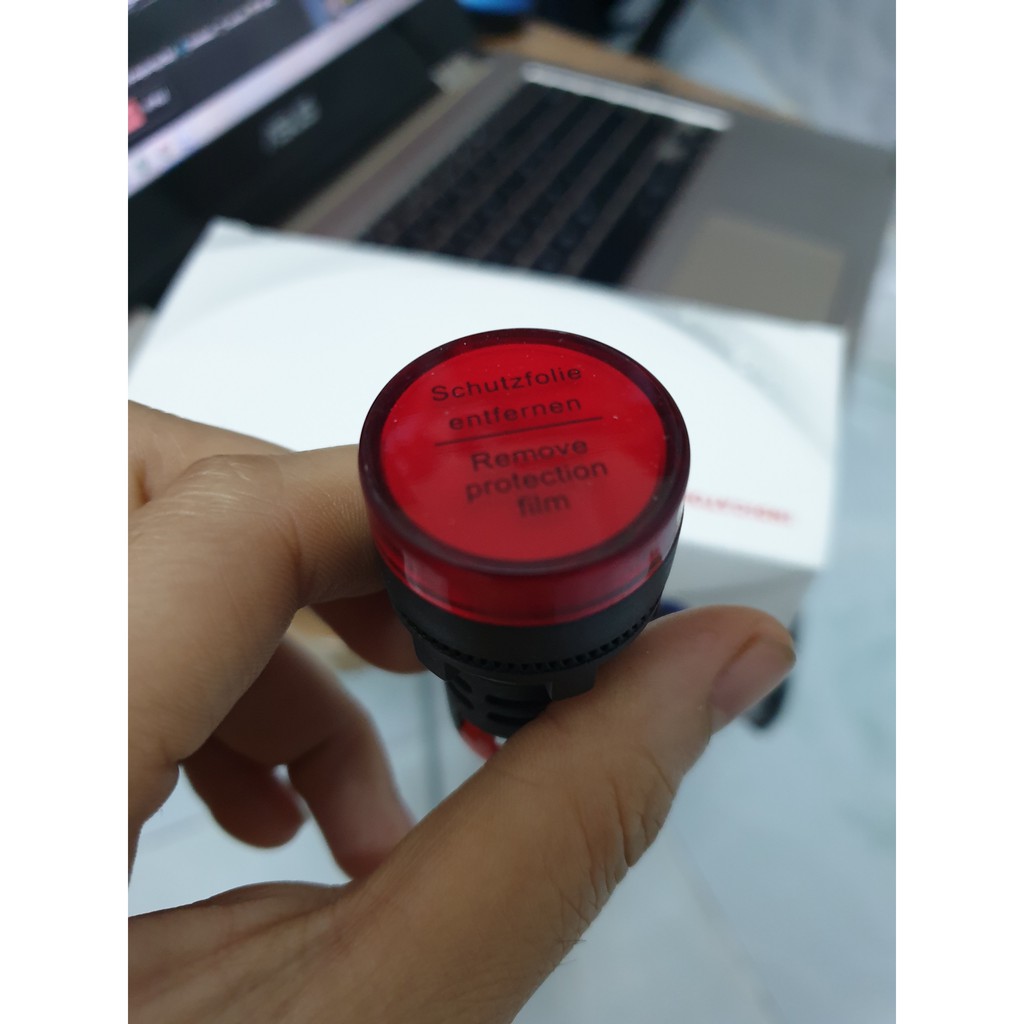 Schutzfolie
entfernen
Remove
protection
film